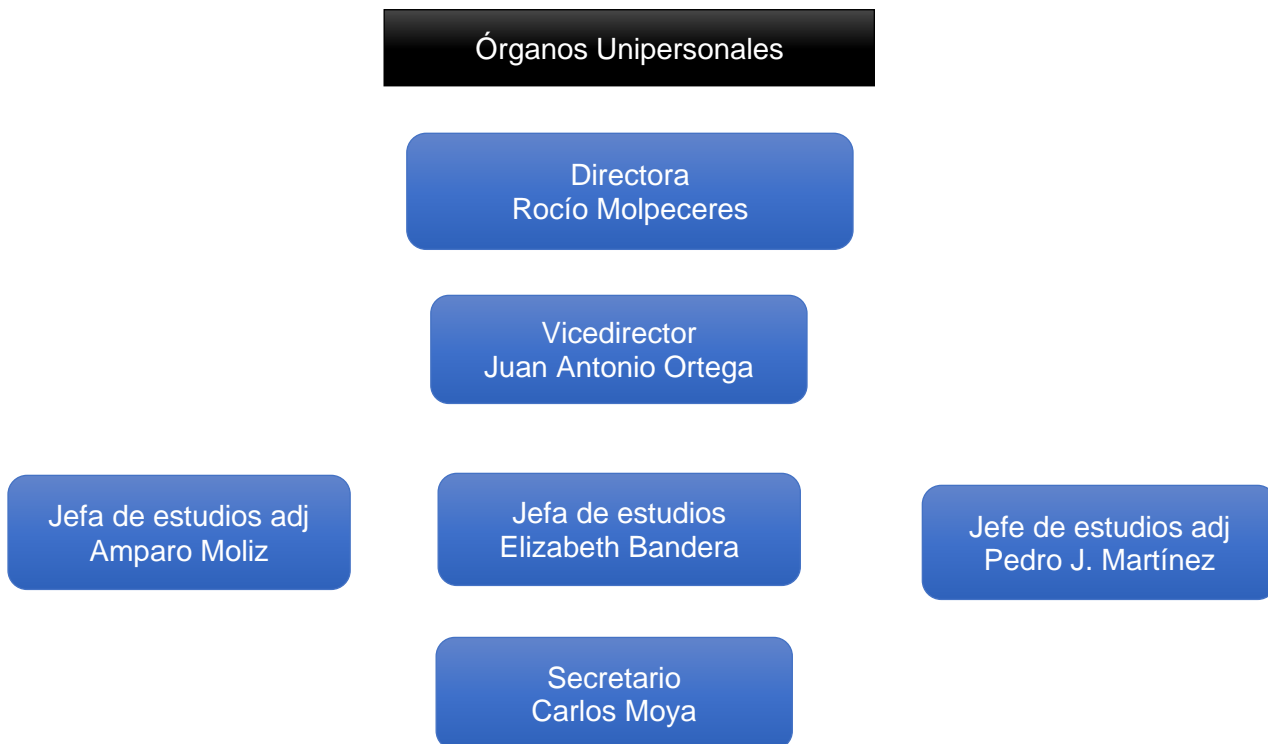 Órganos Unipersonales
Directora
Rocío Molpeceres
Vicedirector
Juan Antonio Ortega
Jefa de estudios adj
Amparo Moliz
Jefa de estudios
Elizabeth Bandera
Jefe de estudios adj
Pedro J. Martínez
Secretario
Carlos Moya